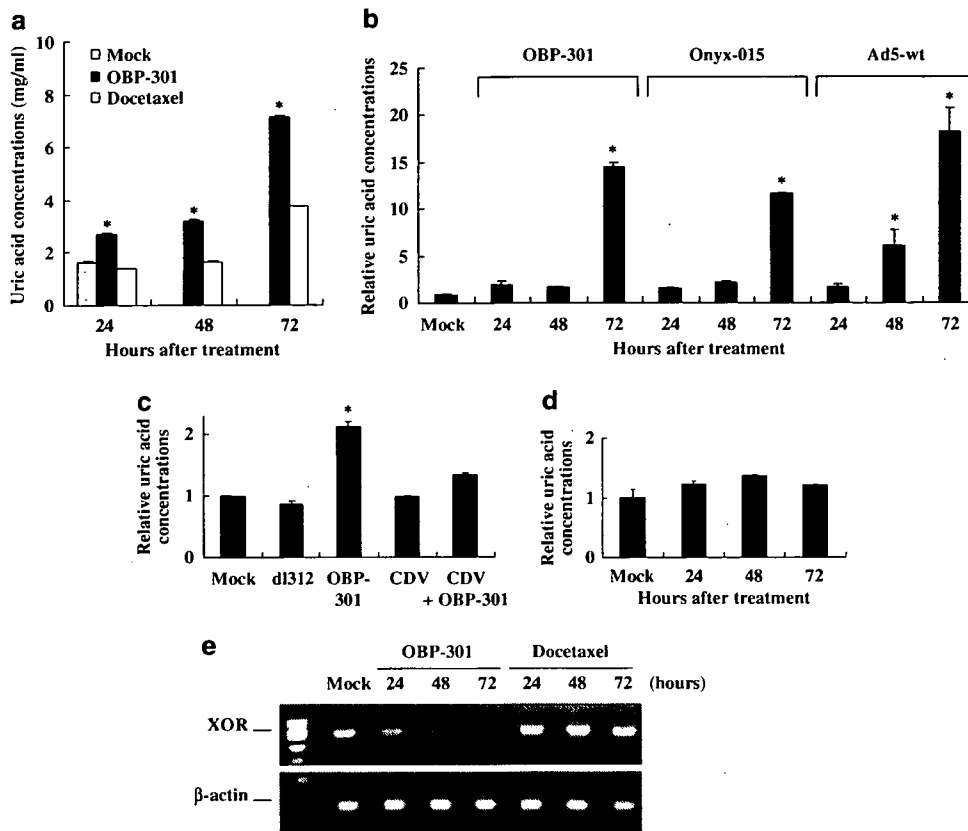 a
Uric acid concentrations (mg/ml)
10
8
6
4
2
0
Mock
OBP-301
Docetaxel
*
*
*
24 48 72
Hours after treatment
b
Relative uric acid concentrations
25
20
15
10
5
0
OBP-301 Onyx-015 Ad5-wt
*
*
*
*
Mock 24 48 72 24 48 72 24 48 72
Hours after treatment
c
Relative uric acid
concentrations
2
1
0
*
Mock dl312 OBP- CDV CDV
301 + OBP-301
d
Relative uric acid
concentrations
2
1
0
Mock 24 48 72
Hours after treatment
e
OBP-301 Docetaxel
Mock 24 48 72 24 48 72 (hours)
XOR
β-actin